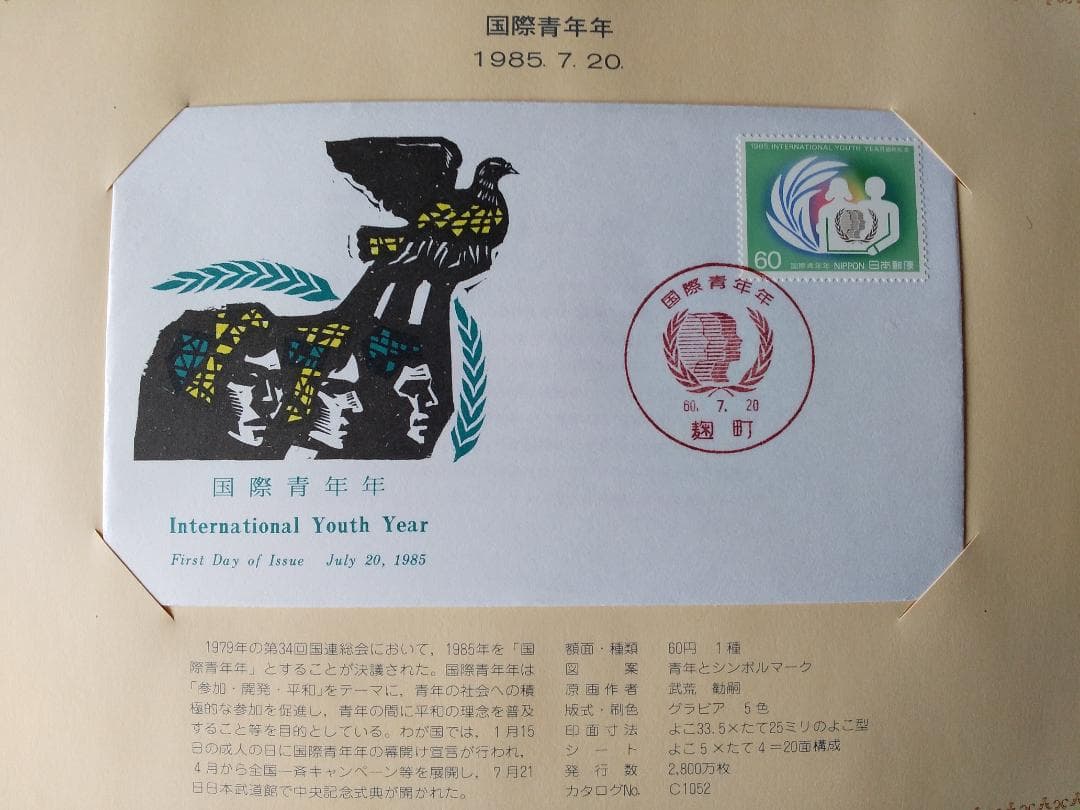 国際青年年
1985. 7. 20.
1985 INTERNATIONAL YOUTH YEAR
60
国際青年年 NIPPON 日本郵便
国際青年年
60. 7. 20
麹町
国際青年年
International Youth Year
First Day of Issue July 20, 1985
1979年の第34回国連総会において，1985年を「国
際青年年」とすることが決議された。国際青年年は
「参加・開発・平和」をテーマに，青年の社会への積
極的な参加を促進し，青年の間に平和の理念を普及
すること等を目的としている。わが国では，1月15
日の成人の日に国際青年年の幕開け宣言が行われ，
4月から全国一斉キャンペーン等を展開し，7月21
日日本武道館で中央記念式典が開かれた。
額面・種類 60円 1種
図案 青年とシンボルマーク
原画作者 武荒 勧嗣
版式・刷色 グラビア 5色
印面寸法 よこ33.5×たて25ミリのよこ型
シート よこ5×たて4＝20面構成
発行数 2,800万枚
カタログNo. C1052